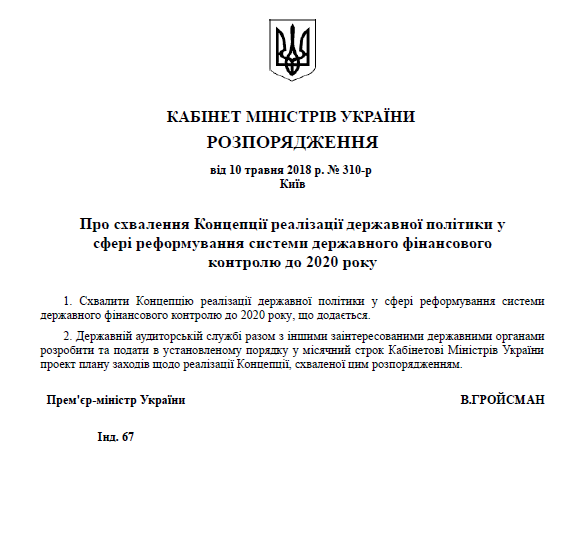 КАБІНЕТ МІНІСТРІВ УКРАЇНИ
РОЗПОРЯДЖЕННЯ
від 10 травня 2018 р. № 310-р
Київ
Про схвалення Концепції реалізації державної політики у
сфері реформування системи державного фінансового
контролю до 2020 року
1. Схвалити Концепцію реалізації державної політики у сфері реформування системи
державного фінансового контролю до 2020 року, що додається.
2. Державній аудиторській службі разом з іншими заінтересованими державними органами
розробити та подати в установленому порядку у місячний строк Кабінетові Міністрів України
проект плану заходів щодо реалізації Концепції, схваленої цим розпорядженням.
Прем'єр-міністр України В.ГРОЙСМАН
Інд. 67